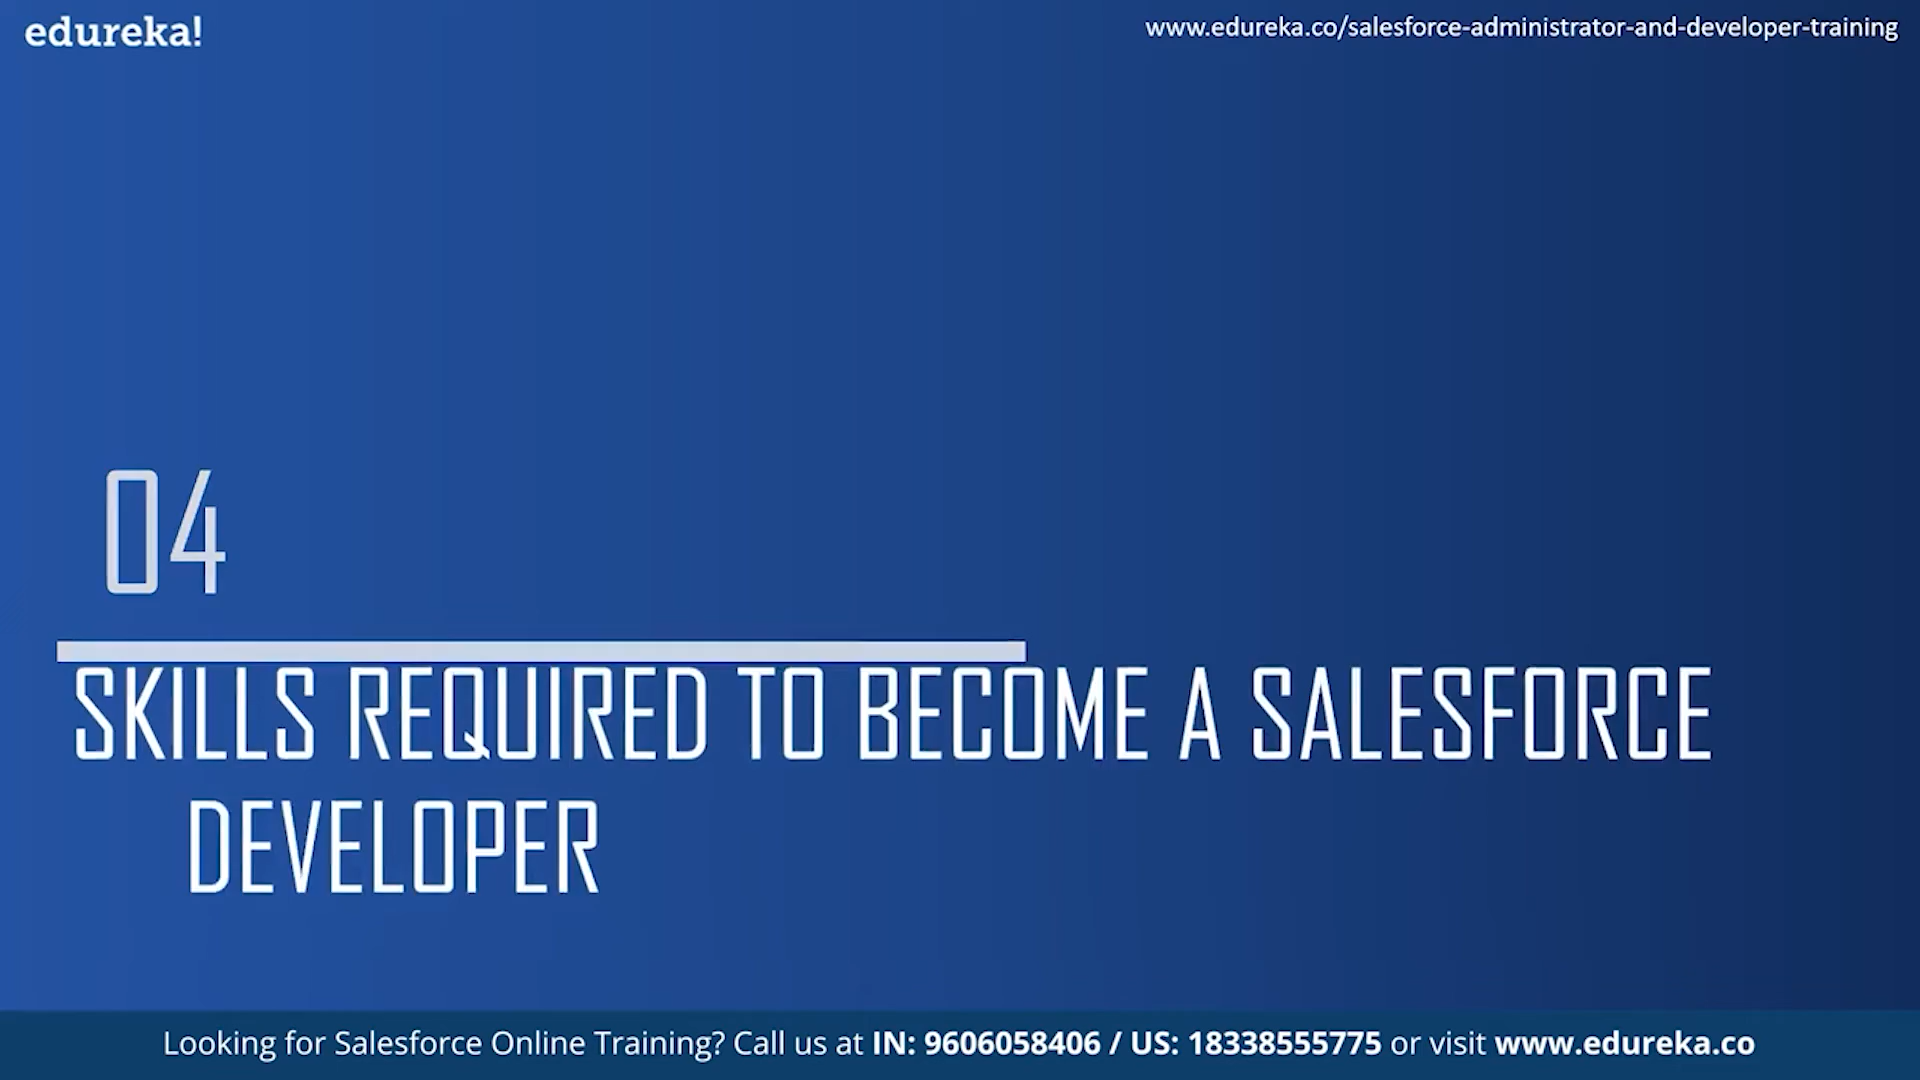 edureka!
www.edureka.co/salesforce-administrator-and-developer-training
04
SKILLS REQUIRED TO BECOME A SALESFORCE
DEVELOPER
Looking for Salesforce Online Training? Call us at IN: 9606058406 / US: 18338555775 or visit www.edureka.co